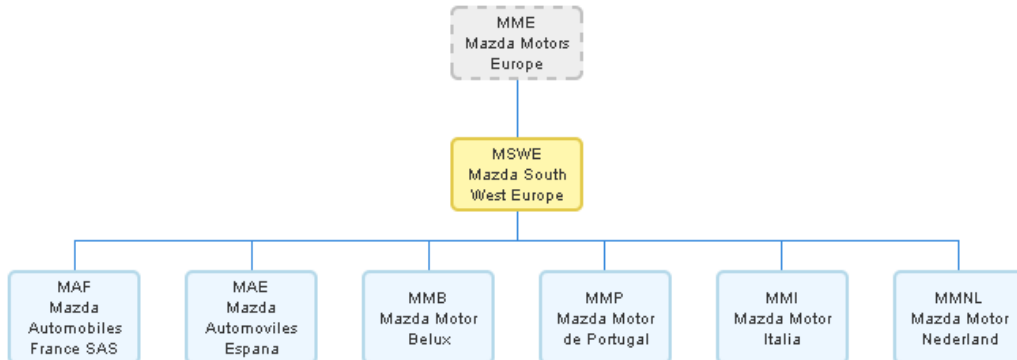 MME
Mazda Motors
Europe
MSWE
Mazda South
West Europe
MAF
Mazda
Automobiles
France SAS
MAE
Mazda
Automoviles
Espana
MMB
Mazda Motor
Belux
MMP
Mazda Motor
de Portugal
MMI
Mazda Motor
Italia
MMNL
Mazda Motor
Nederland